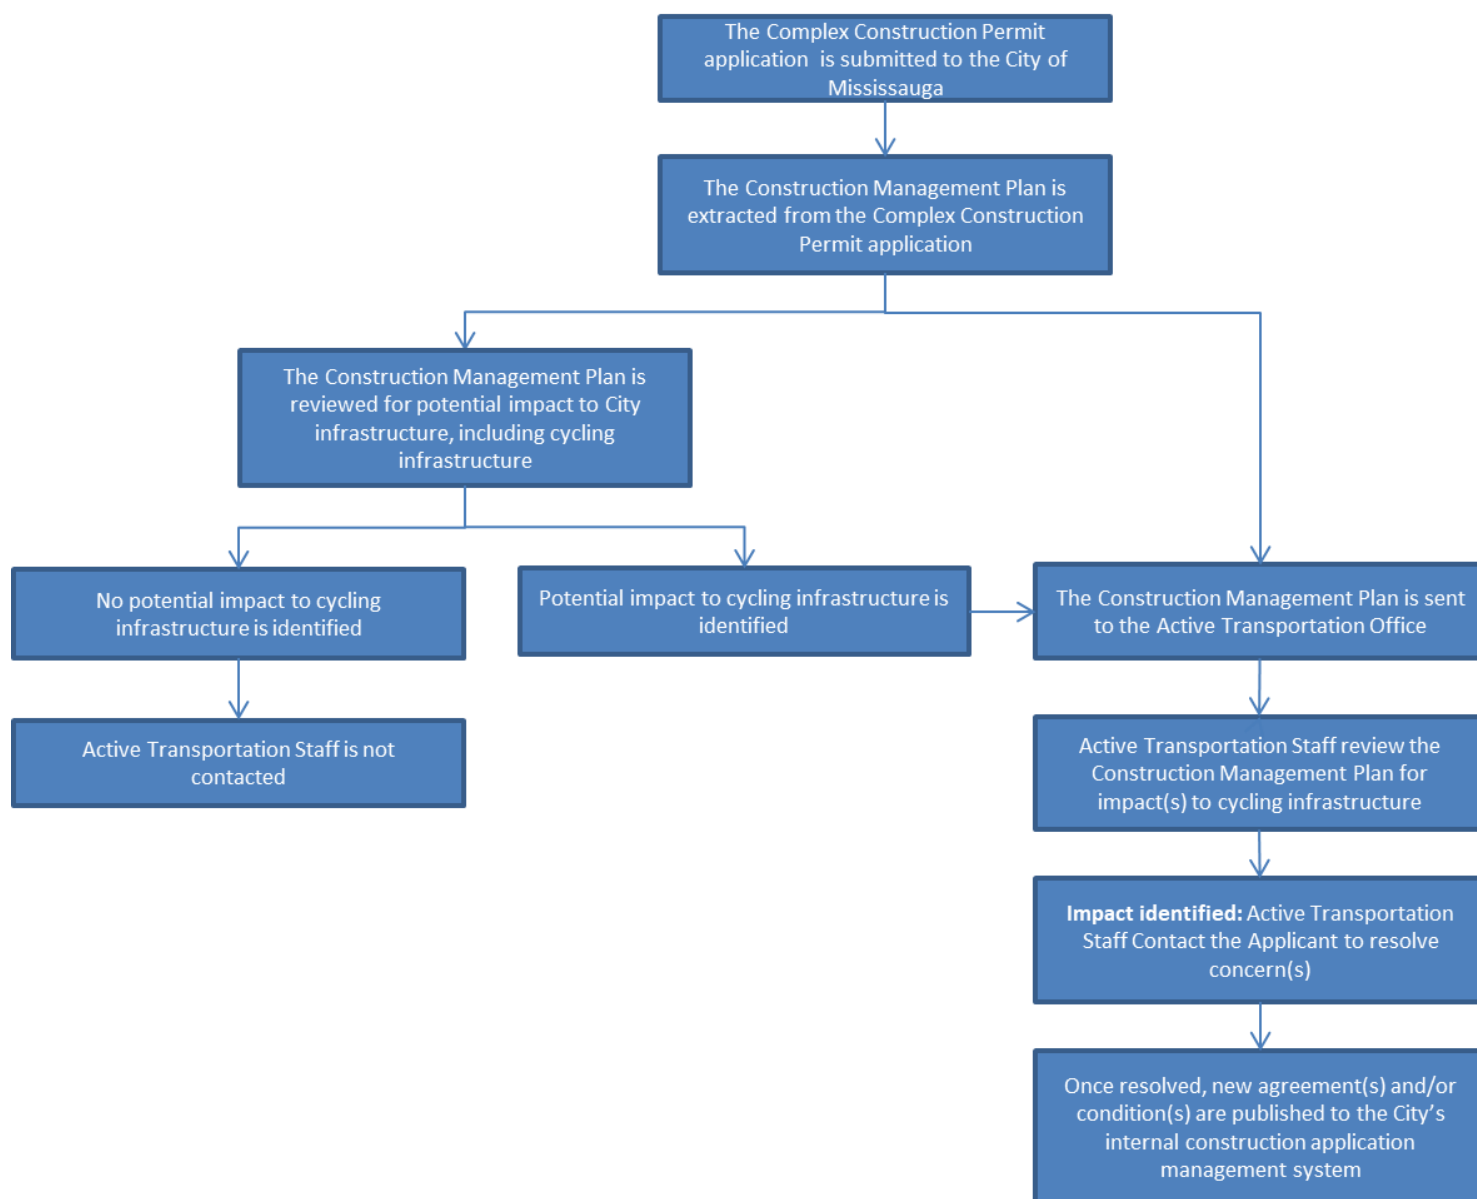 The Complex Construction Permit
application is submitted to the City of
Mississauga
The Construction Management Plan is
extracted from the Complex Construction
Permit application
The Construction Management Plan is
reviewed for potential impact to City
infrastructure, including cycling
infrastructure
No potential impact to cycling
infrastructure is identified
Potential impact to cycling infrastructure is
identified
The Construction Management Plan is sent
to the Active Transportation Office
Active Transportation Staff is not
contacted
Active Transportation Staff review the
Construction Management Plan for
impact(s) to cycling infrastructure
Impact identified: Active Transportation
Staff Contact the Applicant to resolve
concern(s)
Once resolved, new agreement(s) and/or
condition(s) are published to the City’s
internal construction application
management system